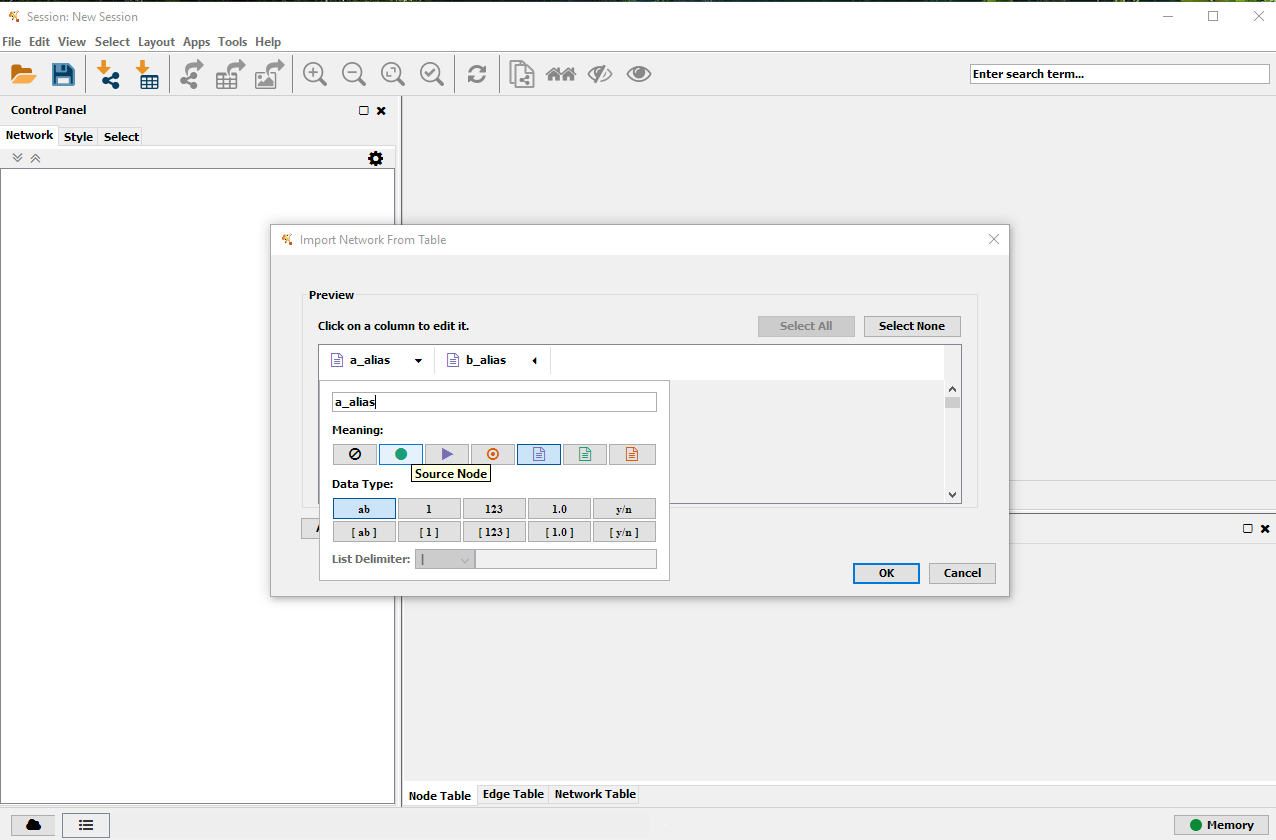 Session: New Session
File Edit View Select Layout Apps Tools Help
Enter search term...
Control Panel
Network Style Select
Import Network From Table
Preview
Click on a column to edit it.
Select All
Select None
a_alias
b_alias
a_alias
Meaning:
Source Node
Data Type:
ab 1 123 1.0 y/n
[ ab ] [ 1 ] [ 123 ] [ 1.0 ] [ y/n ]
List Delimiter: |
OK
Cancel
Node Table Edge Table Network Table
Memory